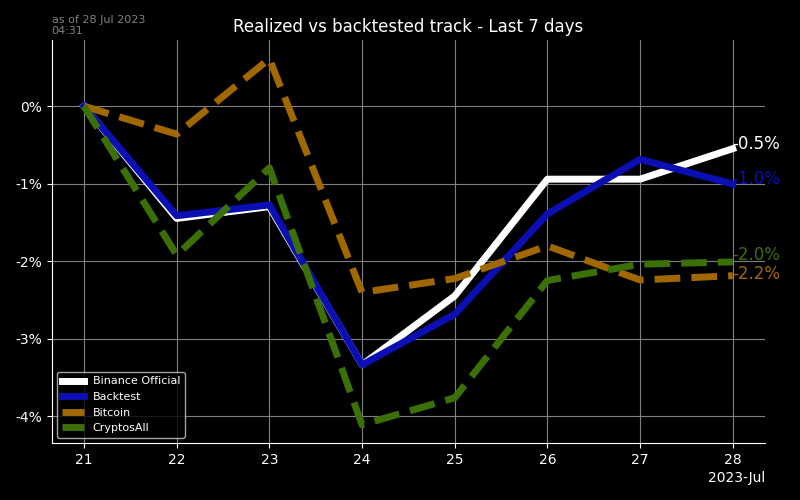 as of 28 Jul 2023
04:31
Realized vs backtested track - Last 7 days
0%
-1%
-2%
-3%
-4%
-0.5%
-1.0%
-2.0%
-2.2%
Binance Official
Backtest
Bitcoin
CryptosAll
21 22 23 24 25 26 27 28
2023-Jul